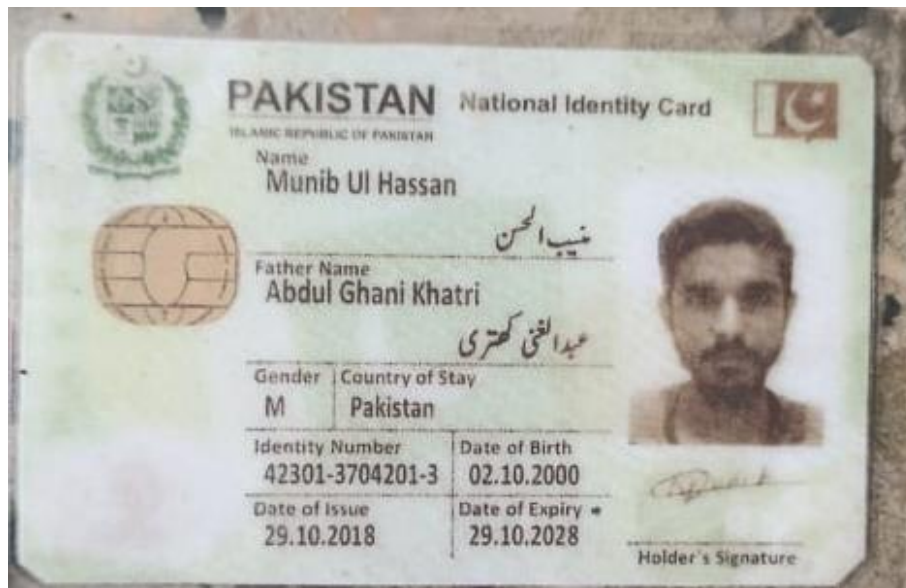 PAKISTAN National Identity Card
ISLAMIC REPUBLIC OF PAKISTAN
Name
Munib Ul Hassan
منیب الحسن
Father Name
Abdul Ghani Khatri
عبدالغنی کھتری
Gender Country of Stay
M Pakistan
Identity Number Date of Birth
42301-3704201-3 02.10.2000
Date of Issue Date of Expiry
29.10.2018 29.10.2028
Holder's Signature